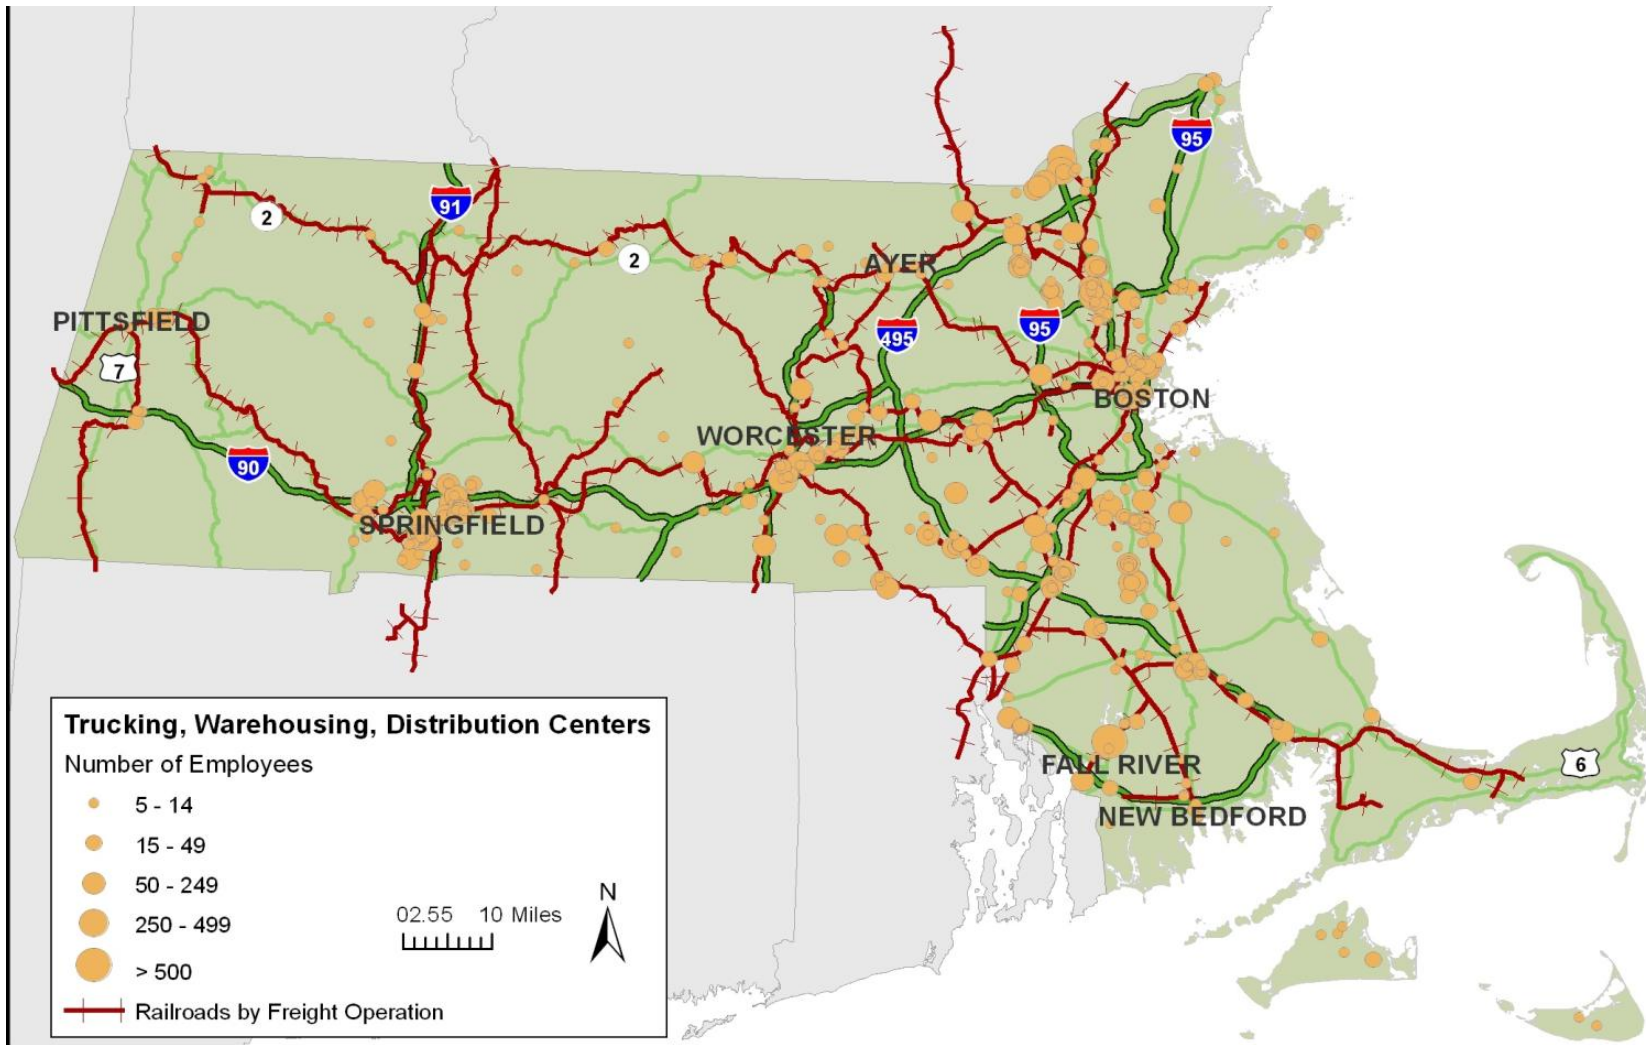 95
91
2
2
AYER
PITTSFIELD
95
495
7
BOSTON
WORCESTER
90
SPRINGFIELD
FALL RIVER
6
NEW BEDFORD
Trucking, Warehousing, Distribution Centers
Number of Employees
5 - 14
15 - 49
50 - 249
250 - 499
> 500
Railroads by Freight Operation
02.55 10 Miles
N